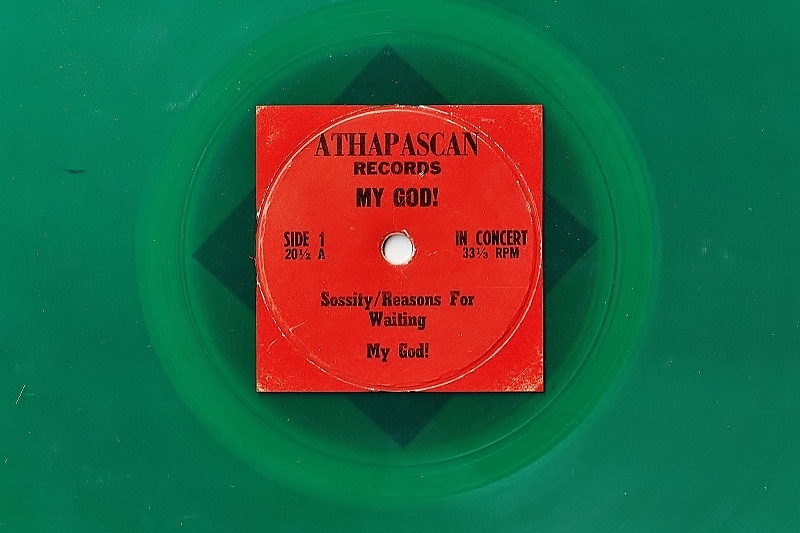 ATHAPASCAN
RECORDS
MY GOD!
SIDE 1 IN CONCERT
20½ A 33⅓ RPM
Sossity/Reasons For
Waiting
My God!